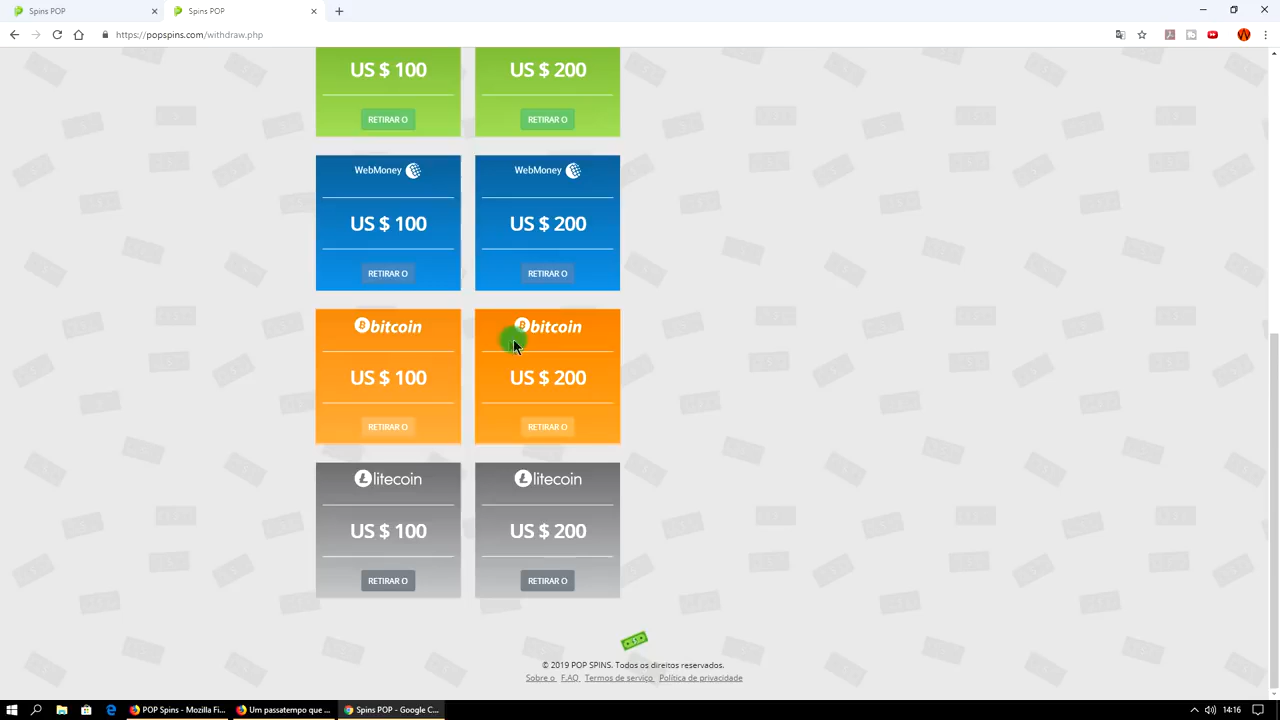 Spins POP
Spins POP
https://popspins.com/withdraw.php
US $ 100
US $ 200
RETIRAR O
RETIRAR O
WebMoney
WebMoney
US $ 100
US $ 200
RETIRAR O
RETIRAR O
bitcoin
bitcoin
US $ 100
US $ 200
RETIRAR O
RETIRAR O
litecoin
litecoin
US $ 100
US $ 200
RETIRAR O
RETIRAR O
© 2019 POP SPINS. Todos os direitos reservados.
Sobre o F.A.Q. Termos de serviço Política de privacidade
POP Spins - Mozilla Fi...
Um passatempo que ...
Spins POP - Google C...
14:16